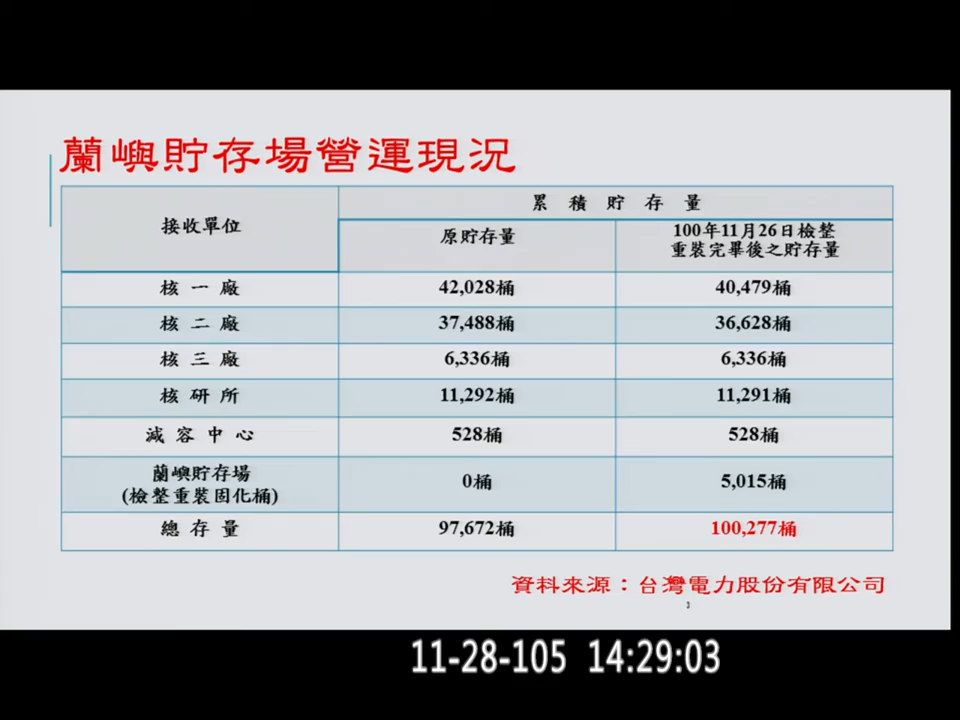 蘭嶼貯存場營運現況
接收單位
累 積 貯 存 量
原貯存量
100年11月26日檢整
重裝完畢後之貯存量
核 一 廠 42,028桶 40,479桶
核 二 廠 37,488桶 36,628桶
核 三 廠 6,336桶 6,336桶
核 研 所 11,292桶 11,291桶
減 容 中 心 528桶 528桶
蘭嶼貯存場
(檢整重裝固化桶) 0桶 5,015桶
總 存 量 97,672桶 100,277桶
資料來源：台灣電力股份有限公司
11-28-105 14:29:03